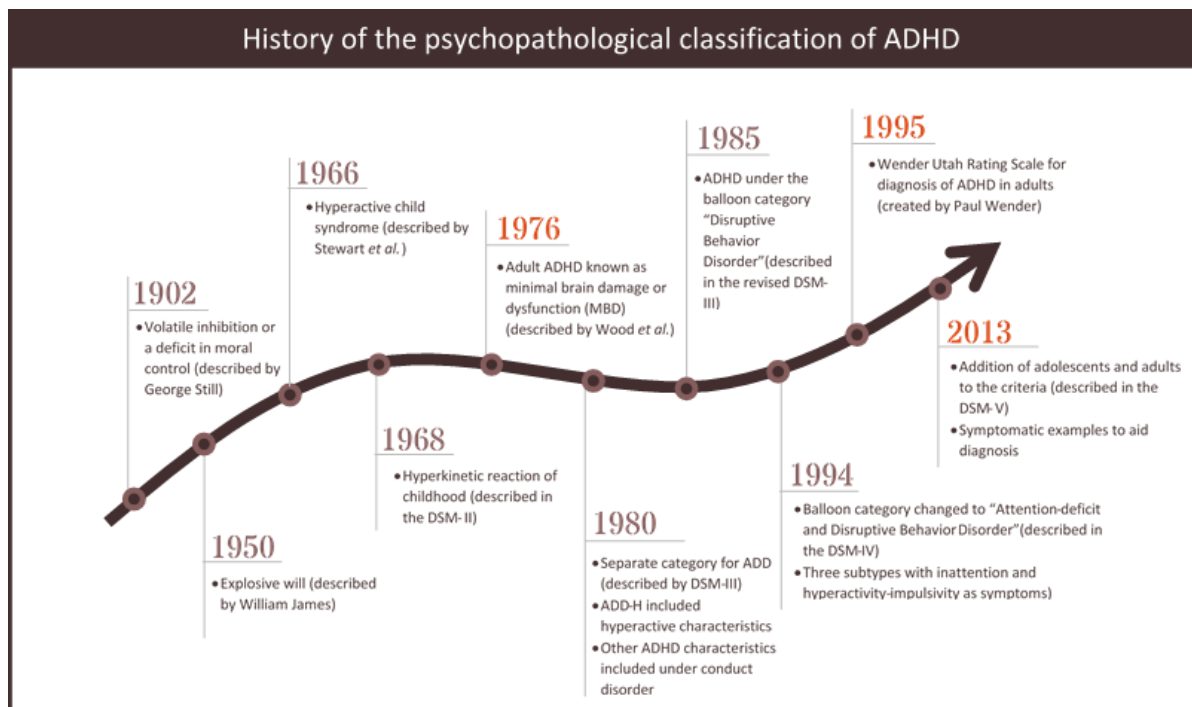 History of the psychopathological classification of ADHD
1902
•Volatile inhibition or
a deficit in moral
control (described by
George Still)
1950
•Explosive will (described
by William James)
1966
•Hyperactive child
syndrome (described by
Stewart et al.)
1968
•Hyperkinetic reaction of
childhood (described in
the DSM-II)
1976
•Adult ADHD known as
minimal brain damage or
dysfunction (MBD)
(described by Wood et al.)
1980
•Separate category for ADD
(described by DSM-III)
•ADD-H included
hyperactive characteristics
•Other ADHD characteristics
included under conduct
disorder
1985
•ADHD under the
balloon category
“Disruptive
Behavior
Disorder”(described
in the revised DSM-
III)
1994
•Balloon category changed to “Attention-deficit
and Disruptive Behavior Disorder”(described in
the DSM-IV)
•Three subtypes with inattention and
hyperactivity-impulsivity as symptoms)
1995
•Wender Utah Rating Scale for
diagnosis of ADHD in adults
(created by Paul Wender)
2013
•Addition of adolescents and adults
to the criteria (described in the
DSM-V)
•Symptomatic examples to aid
diagnosis